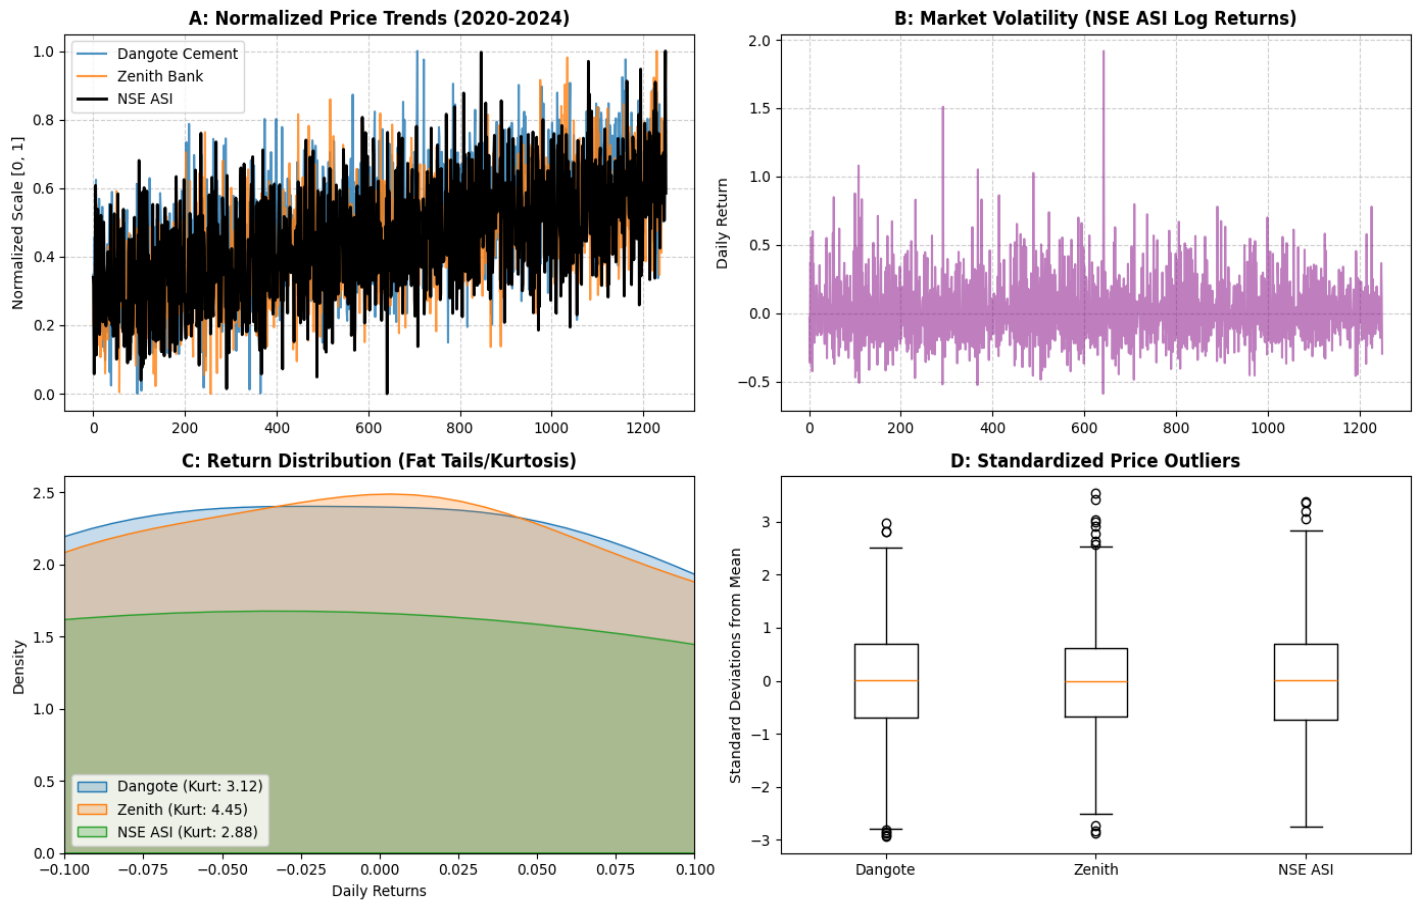 A: Normalized Price Trends (2020-2024)
Normalized Scale [0, 1]
1.0
0.8
0.6
0.4
0.2
0.0
Dangote Cement
Zenith Bank
NSE ASI
0 200 400 600 800 1000 1200
B: Market Volatility (NSE ASI Log Returns)
Daily Return
2.0
1.5
1.0
0.5
0.0
−0.5
0 200 400 600 800 1000 1200
C: Return Distribution (Fat Tails/Kurtosis)
Density
2.5
2.0
1.5
1.0
0.5
0.0
Dangote (Kurt: 3.12)
Zenith (Kurt: 4.45)
NSE ASI (Kurt: 2.88)
−0.100 −0.075 −0.050 −0.025 0.000 0.025 0.050 0.075 0.100
Daily Returns
D: Standardized Price Outliers
Standard Deviations from Mean
3
2
1
0
−1
−2
−3
Dangote Zenith NSE ASI